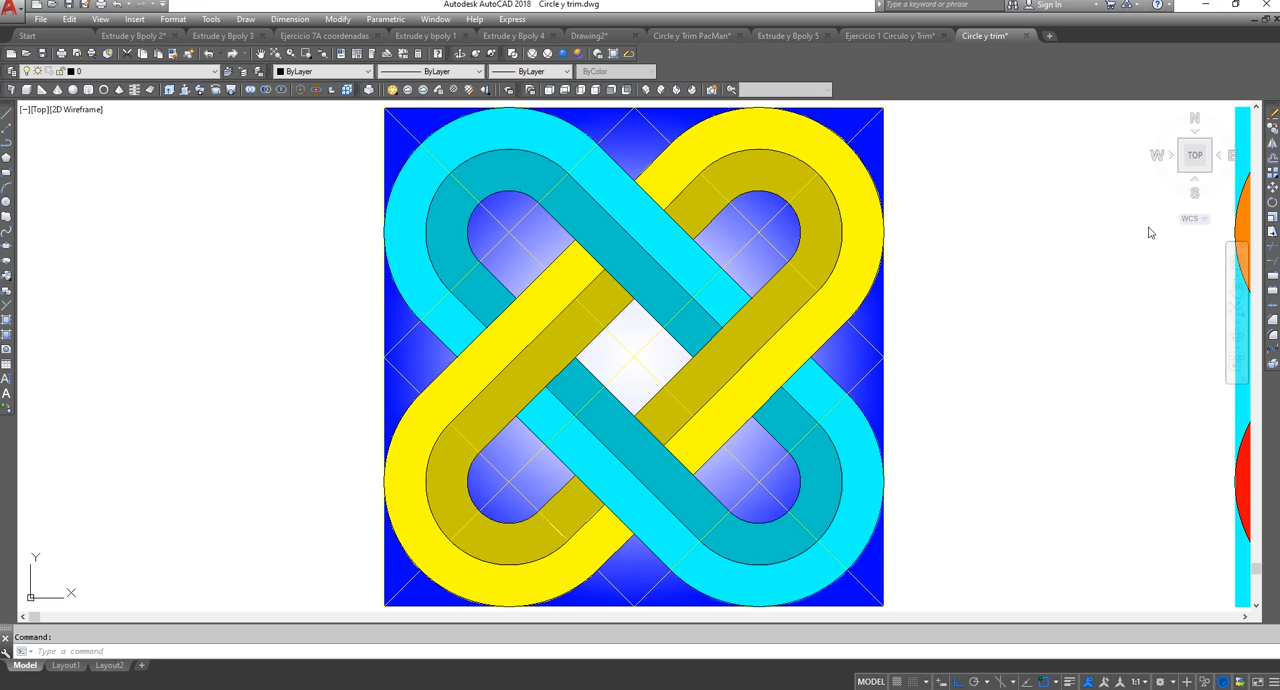 Autodesk AutoCAD 2018 Circle y trim.dwg
Type a keyword or phrase
Sign In
File Edit View Insert Format Tools Draw Dimension Modify Parametric Window Help Express
Start Extrude y Bpoly 2* Extrude y Bpoly 3 Ejercicio 7A coordenadas Extrude y bpoly 1 Extrude y Bpoly 4 Drawing2* Circle y Trim PacMan* Extrude y Bpoly 5 Ejercicio 1 Circulo y Trim* Circle y trim*
0 ByLayer ByLayer ByLayer ByColor
[−][Top][2D Wireframe]
N
W TOP E
S
WCS
Y
X
Command:
Type a command
Model Layout1 Layout2
MODEL 1:1